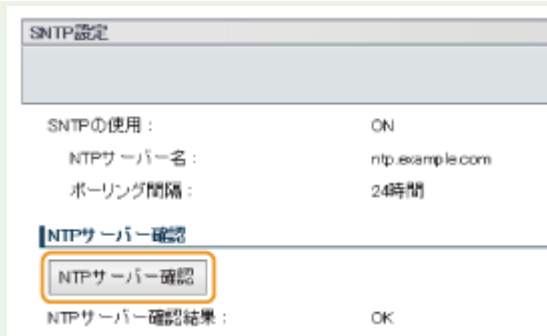 SNTP設定
SNTPの使用： ON
NTPサーバー名： ntp.example.com
ポーリング間隔： 24時間
NTPサーバー確認
NTPサーバー確認
NTPサーバー確認結果： OK